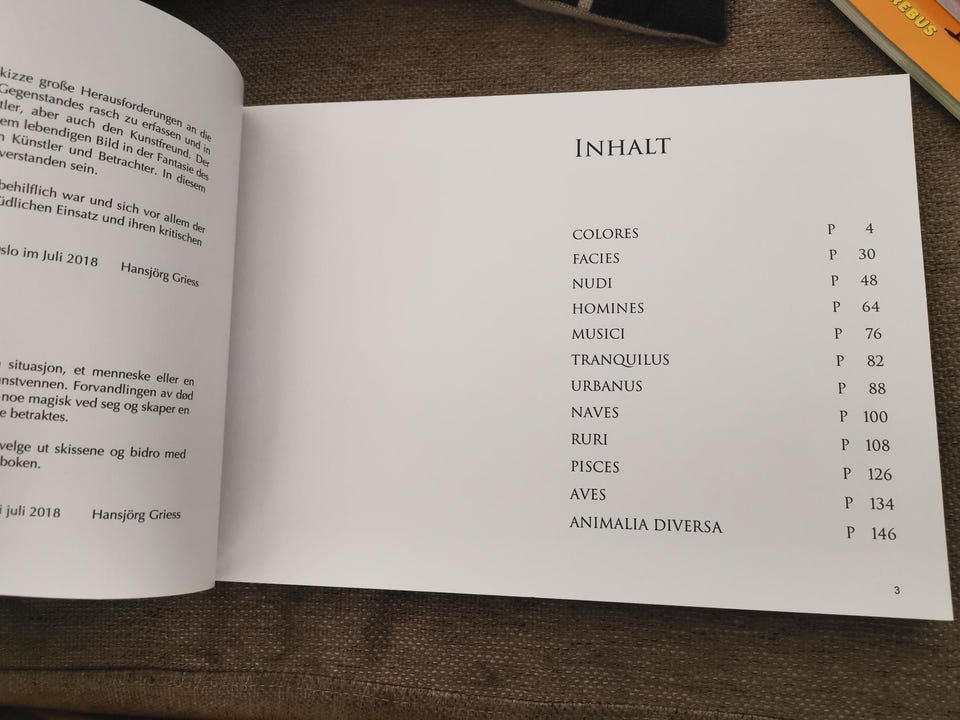 kizze große Herausforderungen an die
Gegenstandes rasch zu erfassen und in
tler, aber auch den Kunstfreund. Der
em lebendigen Bild in der Fantasie des
n Künstler und Betrachter. In diesem
verstanden sein.
behilflich war und sich vor allem der
üdlichen Einsatz und ihren kritischen
slo im Juli 2018 Hansjörg Griess
situasjon, et menneske eller en
nstvennen. Forvandlingen av død
noe magisk ved seg og skaper en
e betraktes.
velge ut skissene og bidro med
boken.
i juli 2018 Hansjörg Griess
INHALT
COLORES P 4
FACIES P 30
NUDI P 48
HOMINES P 64
MUSICI P 76
TRANQUILUS P 82
URBANUS P 88
NAVES P 100
RURI P 108
PISCES P 126
AVES P 134
ANIMALIA DIVERSA P 146
3
REBUS